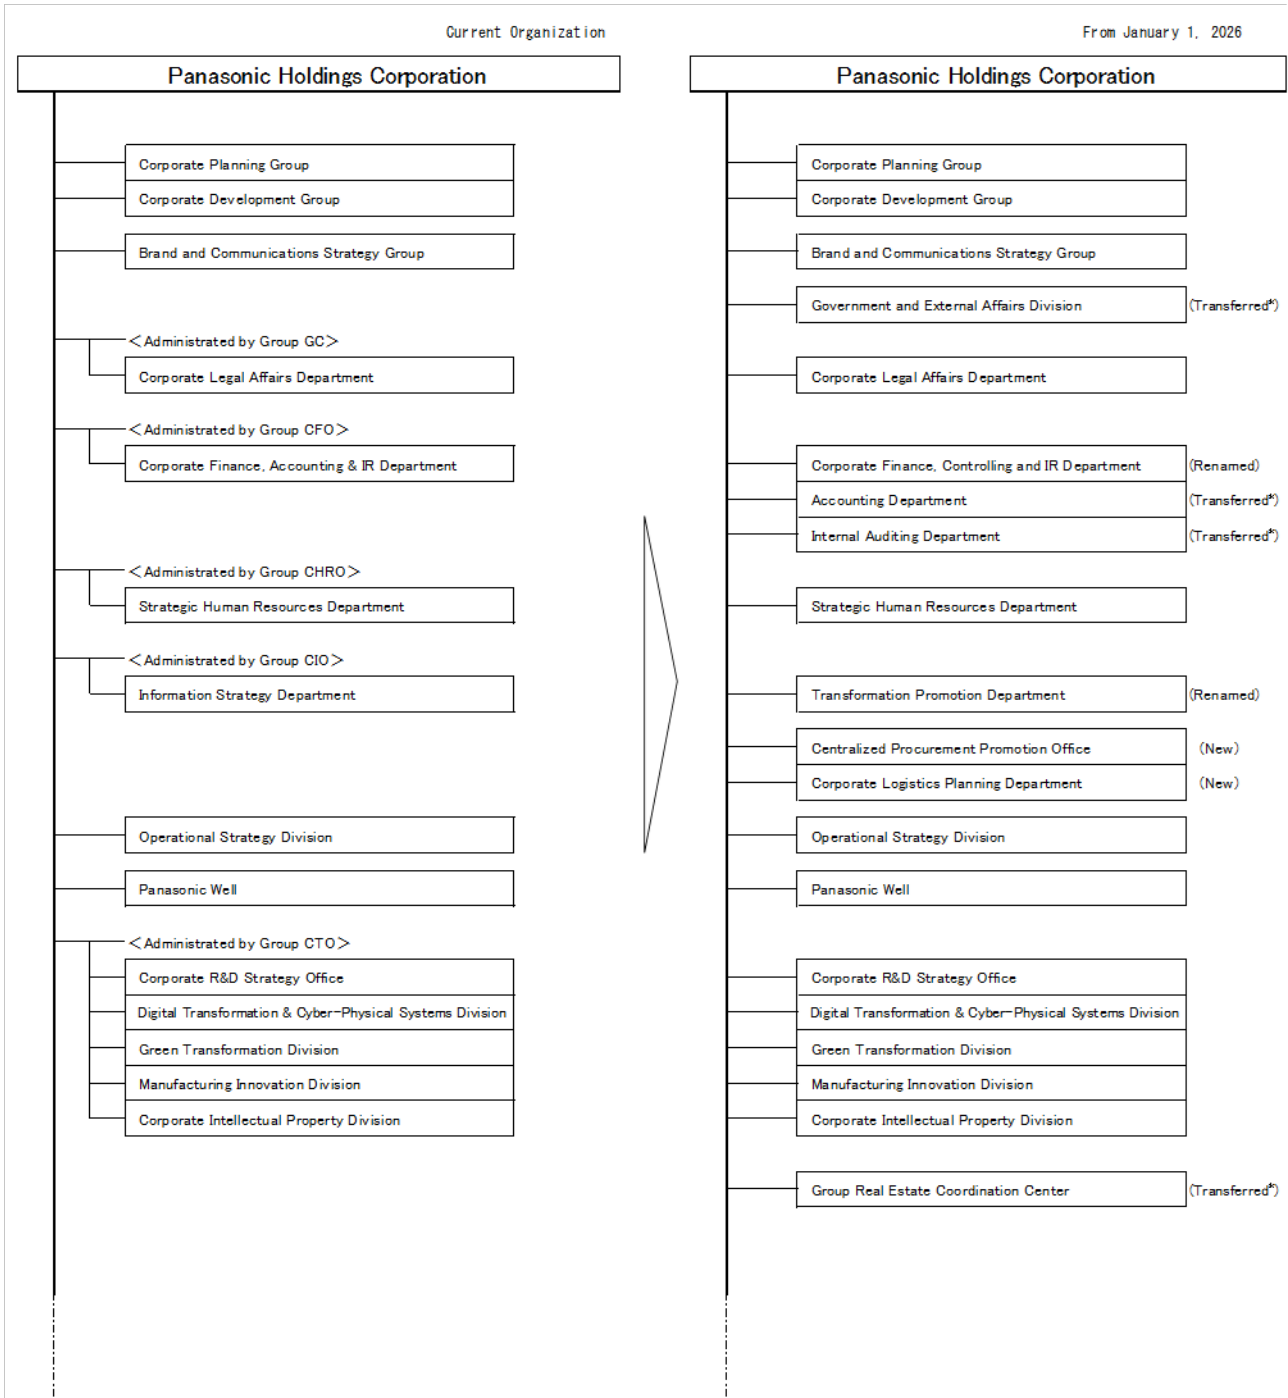 Current Organization
Panasonic Holdings Corporation
Corporate Planning Group
Corporate Development Group
Brand and Communications Strategy Group
<Administrated by Group GC>
Corporate Legal Affairs Department
<Administrated by Group CFO>
Corporate Finance, Accounting & IR Department
<Administrated by Group CHRO>
Strategic Human Resources Department
<Administrated by Group CIO>
Information Strategy Department
Operational Strategy Division
Panasonic Well
<Administrated by Group CTO>
Corporate R&D Strategy Office
Digital Transformation & Cyber-Physical Systems Division
Green Transformation Division
Manufacturing Innovation Division
Corporate Intellectual Property Division
From January 1, 2026
Panasonic Holdings Corporation
Corporate Planning Group
Corporate Development Group
Brand and Communications Strategy Group
Government and External Affairs Division (Transferred*)
Corporate Legal Affairs Department
Corporate Finance, Controlling and IR Department (Renamed)
Accounting Department (Transferred*)
Internal Auditing Department (Transferred*)
Strategic Human Resources Department
Transformation Promotion Department (Renamed)
Centralized Procurement Promotion Office (New)
Corporate Logistics Planning Department (New)
Operational Strategy Division
Panasonic Well
Corporate R&D Strategy Office
Digital Transformation & Cyber-Physical Systems Division
Green Transformation Division
Manufacturing Innovation Division
Corporate Intellectual Property Division
Group Real Estate Coordination Center (Transferred*)